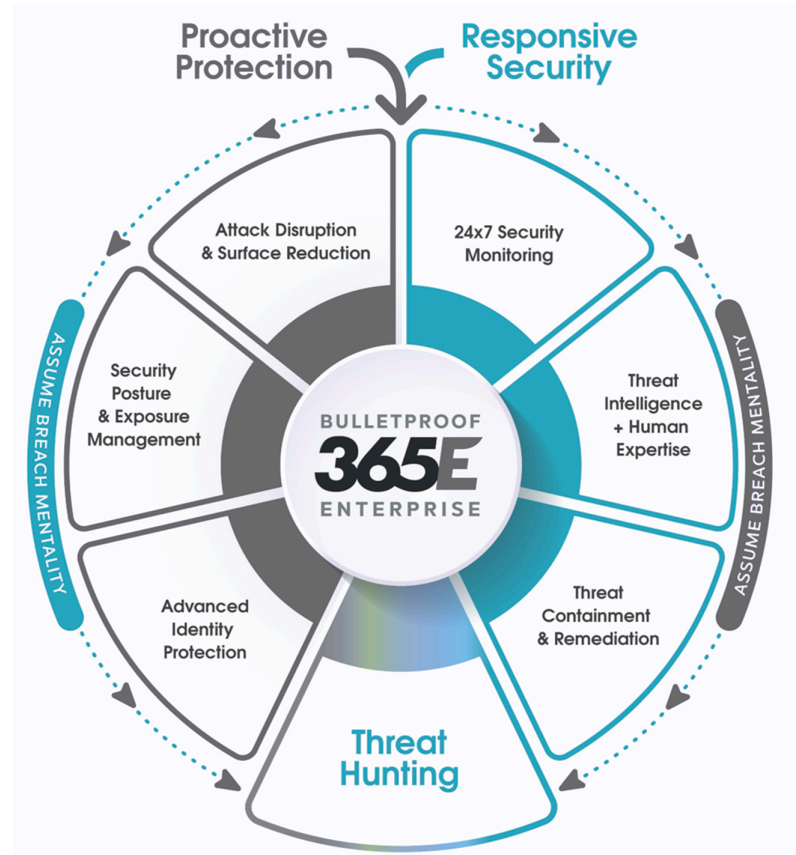 Proactive
Protection
Responsive
Security
Attack Disruption
& Surface Reduction
24x7 Security
Monitoring
Security
Posture
& Exposure
Management
Threat
Intelligence
+ Human
Expertise
ASSUME BREACH MENTALITY
ASSUME BREACH MENTALITY
BULLETPROOF
365E
ENTERPRISE
Advanced
Identity
Protection
Threat
Containment
& Remediation
Threat
Hunting